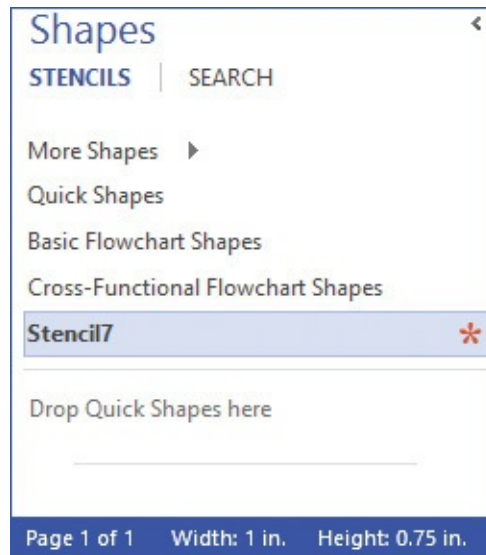 Shapes
STENCILS SEARCH
More Shapes
Quick Shapes
Basic Flowchart Shapes
Cross-Functional Flowchart Shapes
Stencil7 *
Drop Quick Shapes here
Page 1 of 1 Width: 1 in. Height: 0.75 in.